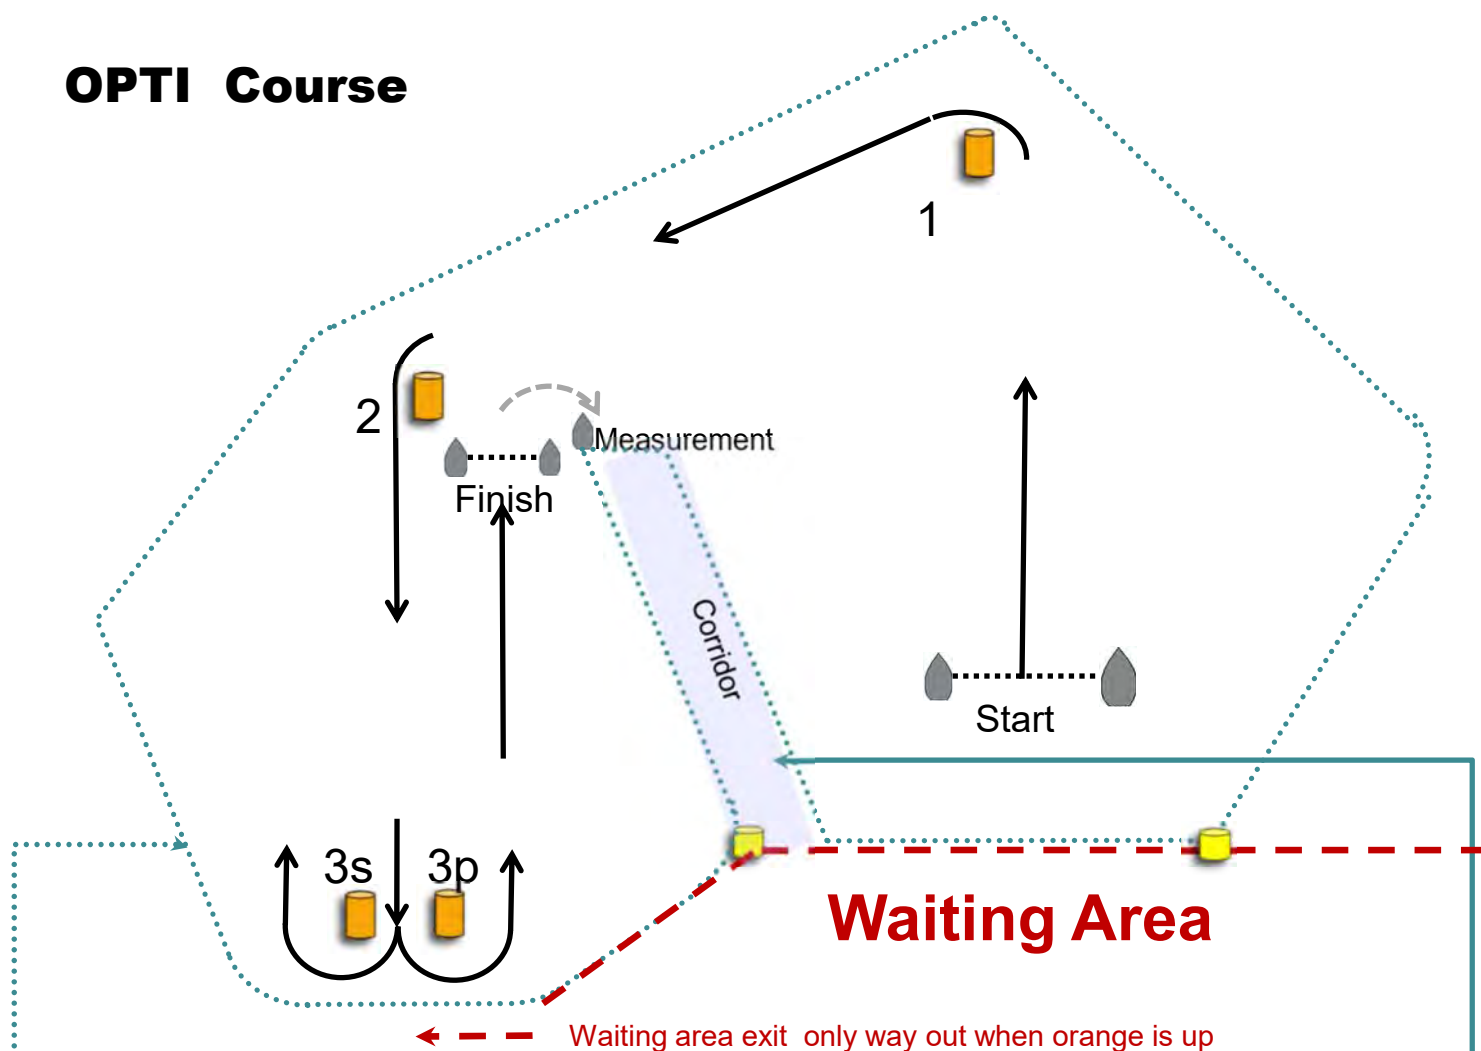 OPTI Course
1
2
Measurement
Finish
Corridor
Start
3s
3p
Waiting Area
Waiting area exit only way out when orange is up